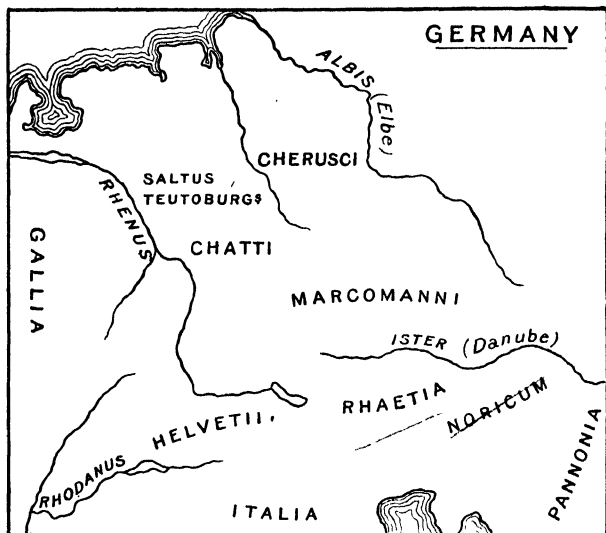 GERMANY
ALBIS (Elbe)
CHERUSCI
SALTUS
TEUTOBURGS
RHENUS
GALLIA
CHATTI
MARCOMANNI
ISTER (Danube)
RHAETIA
NORICUM
HELVETII.
PANNONIA
RHODANUS
ITALIA